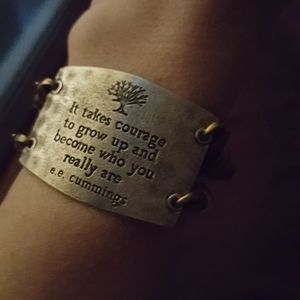 It takes courage
to grow up and
become who you
really are
e.e. cummings